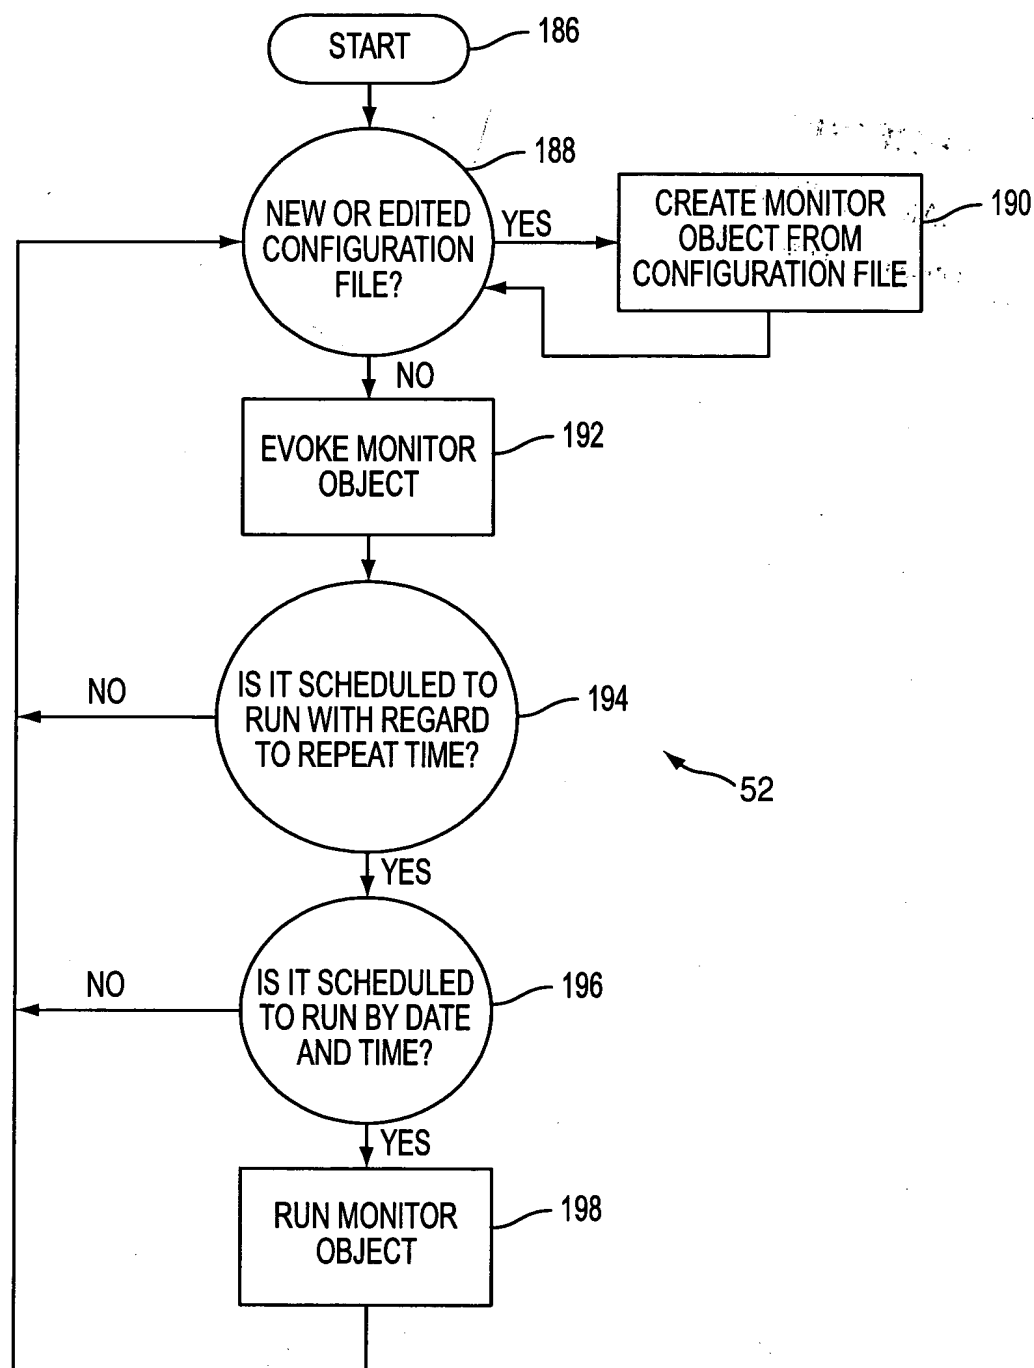 START
186
188
NEW OR EDITED
CONFIGURATION
FILE?
YES
CREATE MONITOR
OBJECT FROM
CONFIGURATION FILE
190
NO
EVOKE MONITOR
OBJECT
192
IS IT SCHEDULED TO
RUN WITH REGARD
TO REPEAT TIME?
194
NO
52
YES
IS IT SCHEDULED
TO RUN BY DATE
AND TIME?
196
NO
YES
RUN MONITOR
OBJECT
198